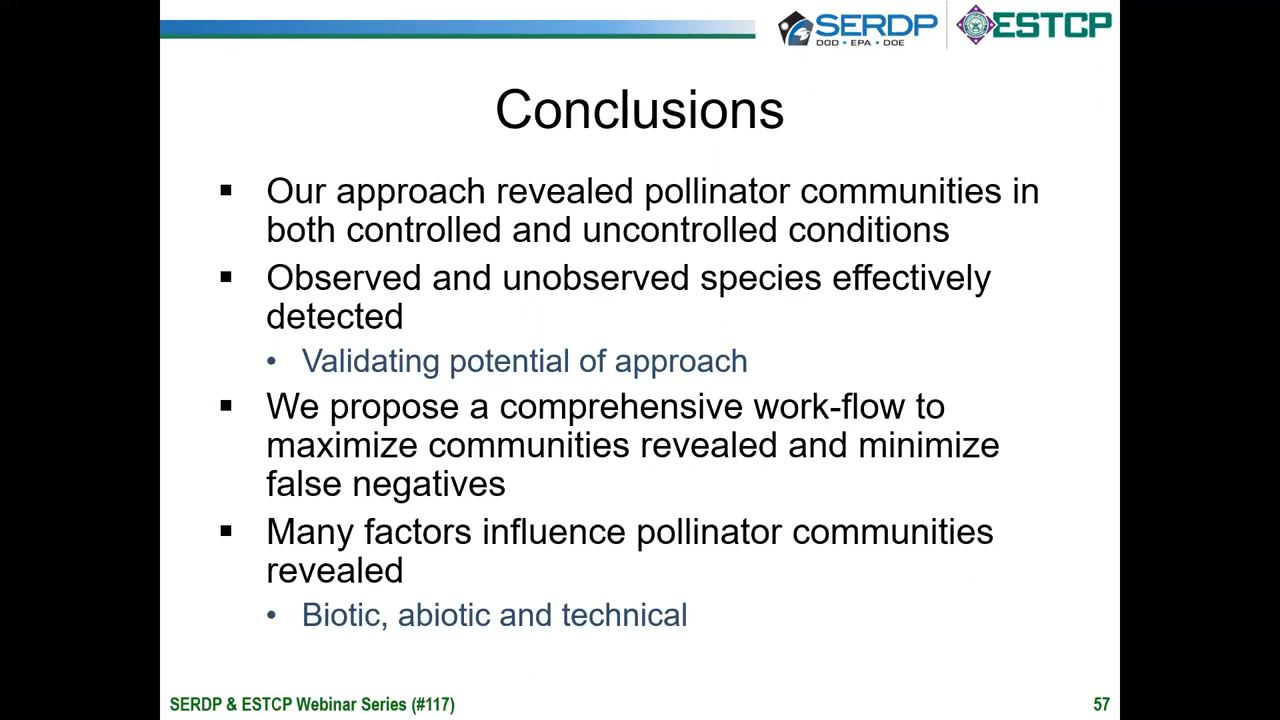 SERDP
DOD • EPA • DOE
ESTCP
Conclusions
▪ Our approach revealed pollinator communities in
both controlled and uncontrolled conditions
▪ Observed and unobserved species effectively
detected
• Validating potential of approach
▪ We propose a comprehensive work-flow to
maximize communities revealed and minimize
false negatives
▪ Many factors influence pollinator communities
revealed
• Biotic, abiotic and technical
SERDP & ESTCP Webinar Series (#117)
57